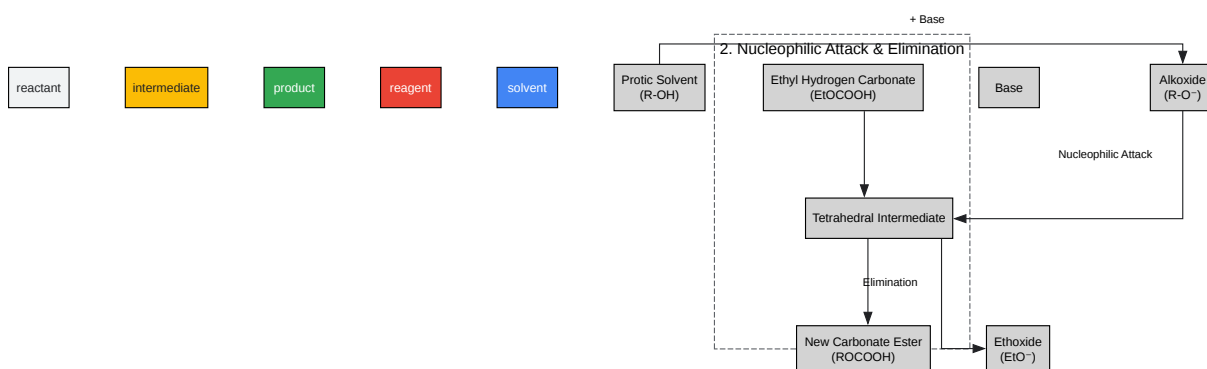 + Base
2. Nucleophilic Attack & Elimination
reactant
intermediate
product
reagent
solvent
Protic Solvent
(R-OH)
Ethyl Hydrogen Carbonate
(EtOCOOH)
Base
Alkoxide
(R-O⁻)
Nucleophilic Attack
Tetrahedral Intermediate
Elimination
New Carbonate Ester
(ROCOOH)
Ethoxide
(EtO⁻)